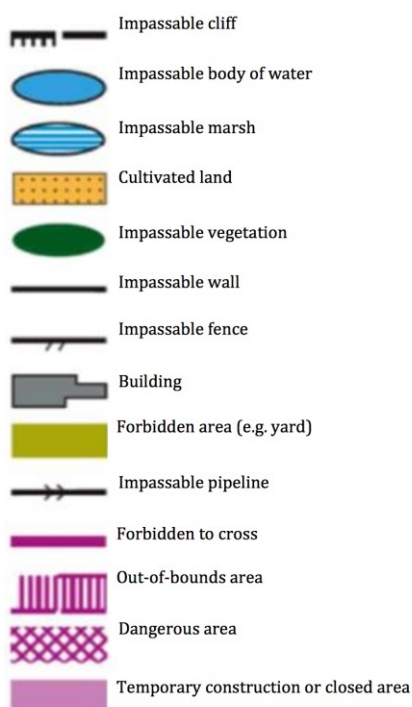 Impassable cliff
Impassable body of water
Impassable marsh
Cultivated land
Impassable vegetation
Impassable wall
Impassable fence
Building
Forbidden area (e.g. yard)
Impassable pipeline
Forbidden to cross
Out-of-bounds area
Dangerous area
Temporary construction or closed area